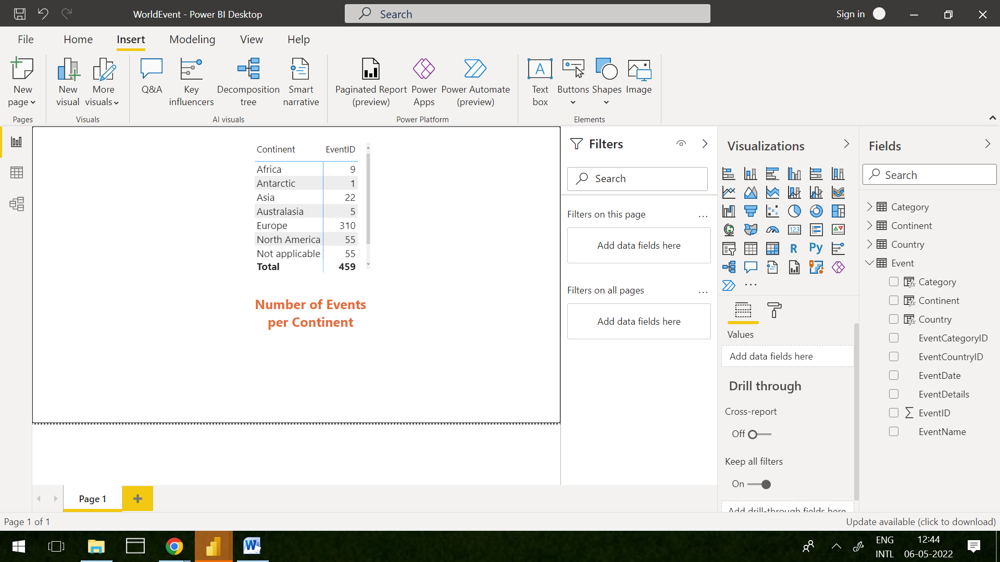 WorldEvent - Power BI Desktop
Search
Sign in
File Home Insert Modeling View Help
New page
New visual
More visuals
Q&A
Key influencers
Decomposition tree
Smart narrative
Paginated Report (preview)
Power Apps
Power Automate (preview)
A
Text box
Buttons
Shapes
Image
Pages
Visuals
AI visuals
Power Platform
Elements
Continent EventID
Africa 9
Antarctic 1
Asia 22
Australasia 5
Europe 310
North America 55
Not applicable 55
Total 459
Number of Events
per Continent
Filters
Search
Filters on this page ...
Add data fields here
Filters on all pages ...
Add data fields here
Visualizations
123
R
Py
...
Values
Add data fields here
Drill through
Cross-report
Off
Keep all filters
On
Add drill-through fields here
Fields
Search
Category
Continent
Country
Event
fx Category
fx Continent
fx Country
EventCategoryID
EventCountryID
EventDate
EventDetails
Σ EventID
EventName
Page 1
Page 1 of 1
Update available (click to download)
W
ENG
INTL
12:44
06-05-2022